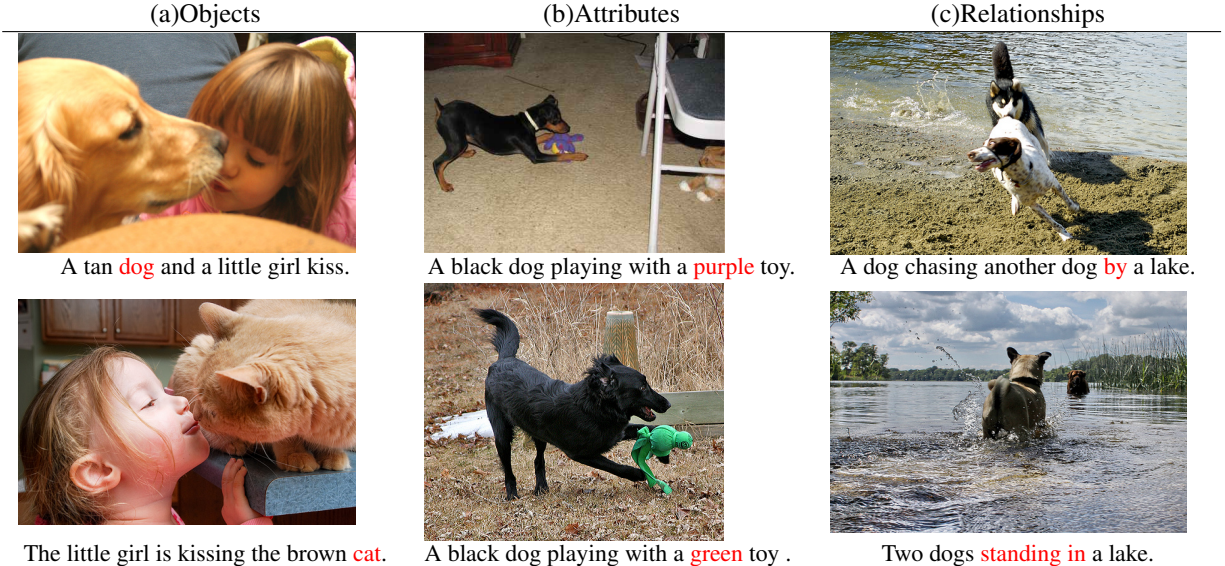 (a)Objects
(b)Attributes
(c)Relationships
A tan dog and a little girl kiss.
A black dog playing with a purple toy.
A dog chasing another dog by a lake.
The little girl is kissing the brown cat.
A black dog playing with a green toy .
Two dogs standing in a lake.